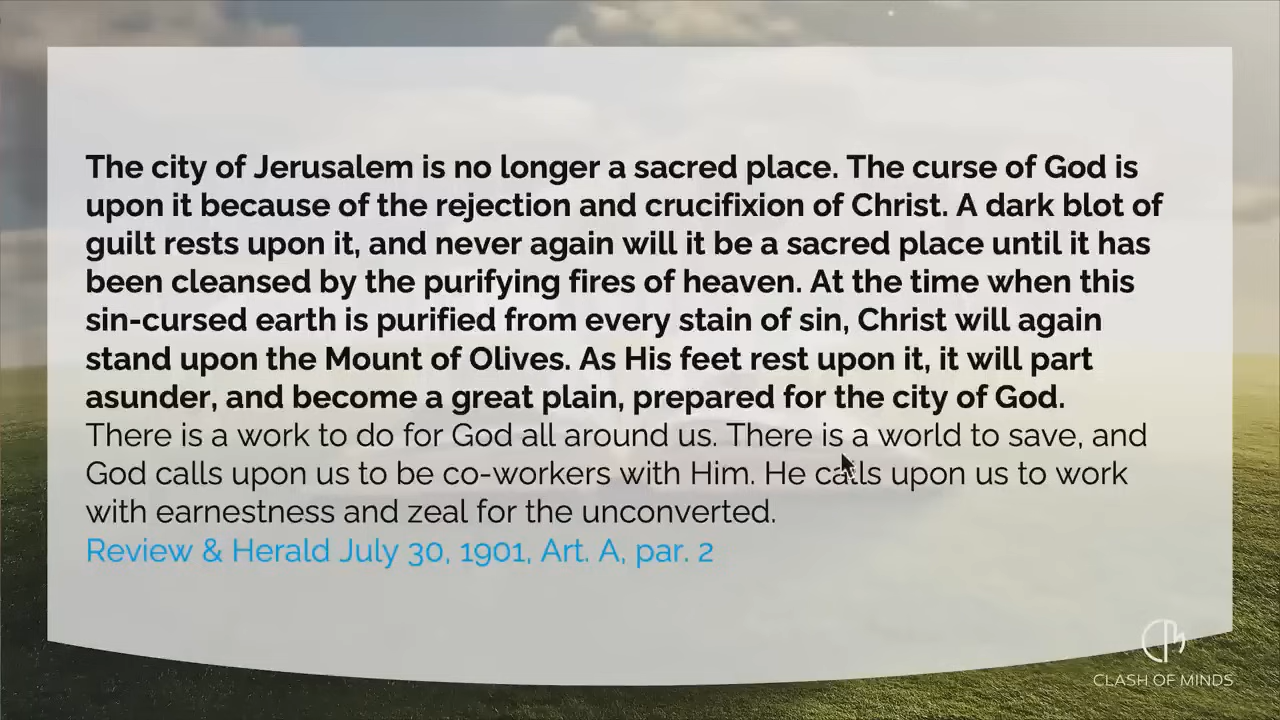 The city of Jerusalem is no longer a sacred place. The curse of God is
upon it because of the rejection and crucifixion of Christ. A dark blot of
guilt rests upon it, and never again will it be a sacred place until it has
been cleansed by the purifying fires of heaven. At the time when this
sin-cursed earth is purified from every stain of sin, Christ will again
stand upon the Mount of Olives. As His feet rest upon it, it will part
asunder, and become a great plain, prepared for the city of God.
There is a work to do for God all around us. There is a world to save, and
God calls upon us to be co-workers with Him. He calls upon us to work
with earnestness and zeal for the unconverted.
Review & Herald July 30, 1901, Art. A, par. 2
CLASH OF MINDS